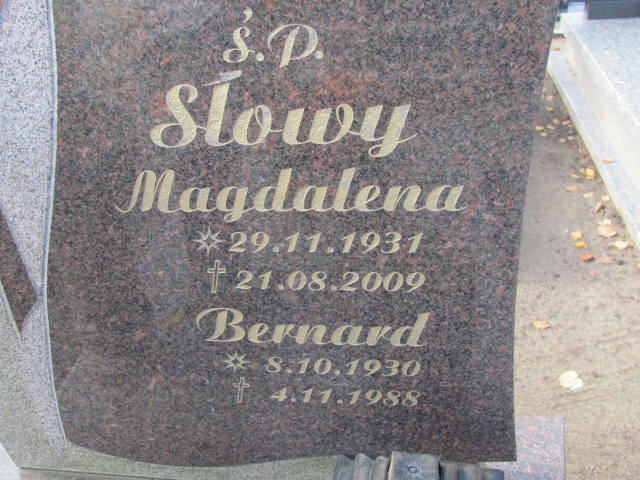 ś.P.
Słowy
Magdalena
29.11.1931
21.08.2009
Bernard
8.10.1930
4.11.1988